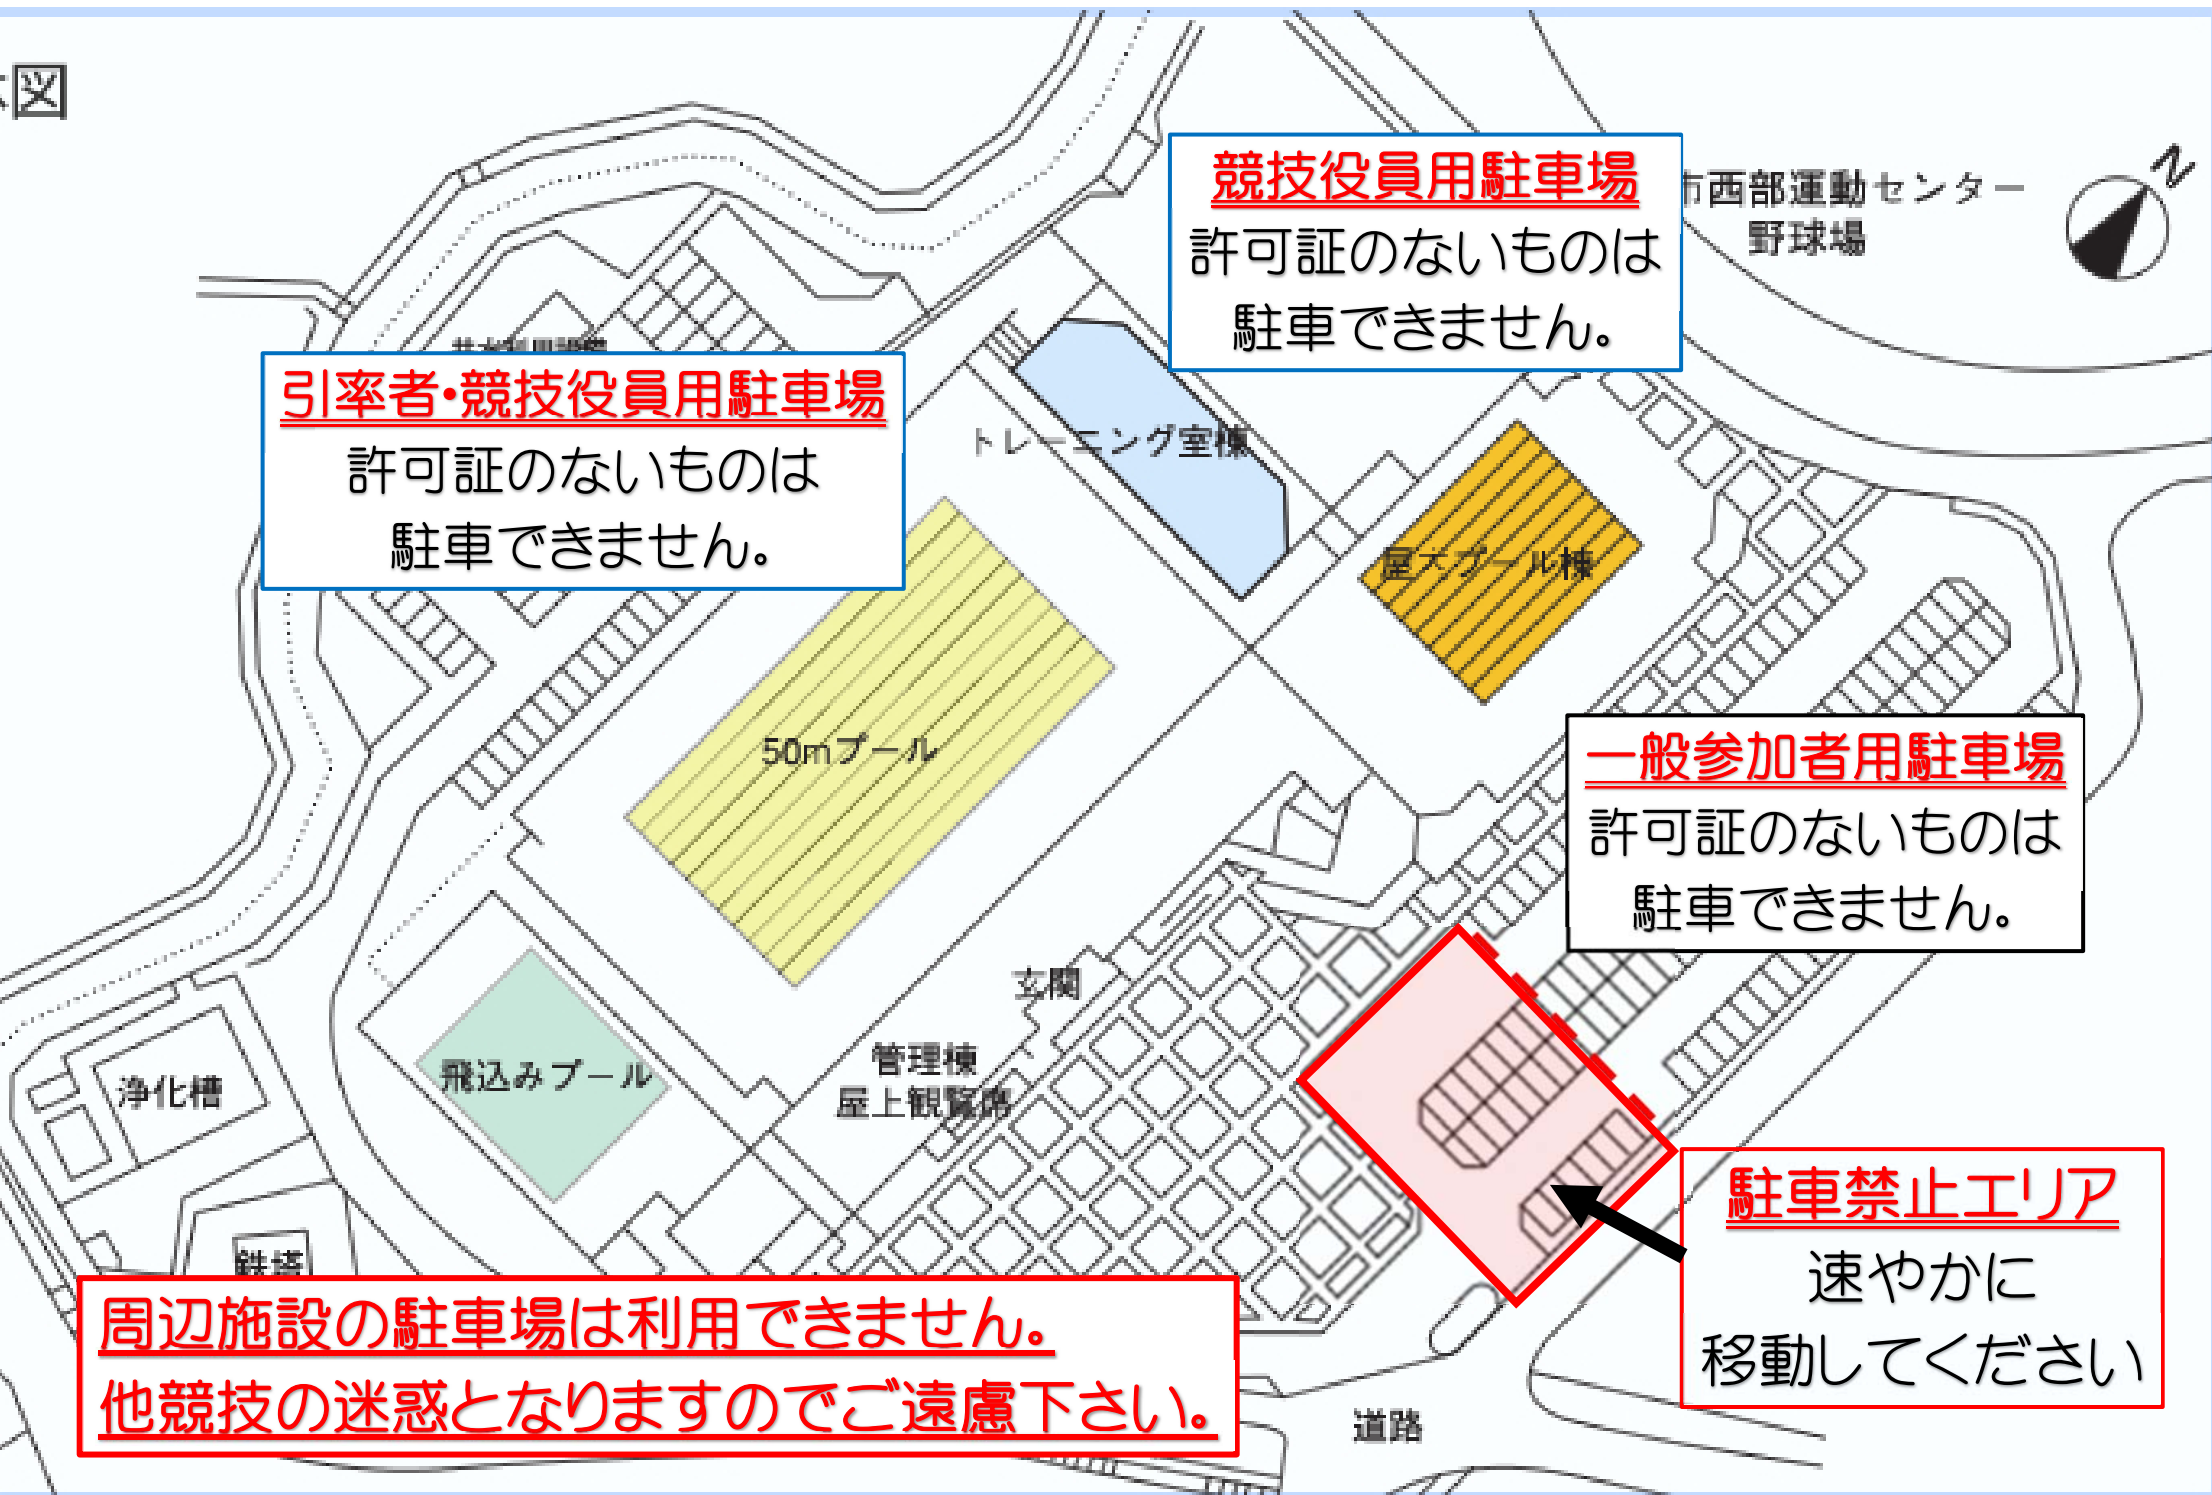 図
競技役員用駐車場
許可証のないものは
駐車できません。
市西部運動センター
野球場
N
引率者・競技役員用駐車場
許可証のないものは
駐車できません。
トレーニング室棟
屋大プール棟
50mプール
一般参加者用駐車場
許可証のないものは
駐車できません。
玄関
管理棟
屋上観覧席
飛込みプール
浄化槽
鉄塔
駐車禁止エリア
速やかに
移動してください
周辺施設の駐車場は利用できません。
他競技の迷惑となりますのでご遠慮下さい。
道路